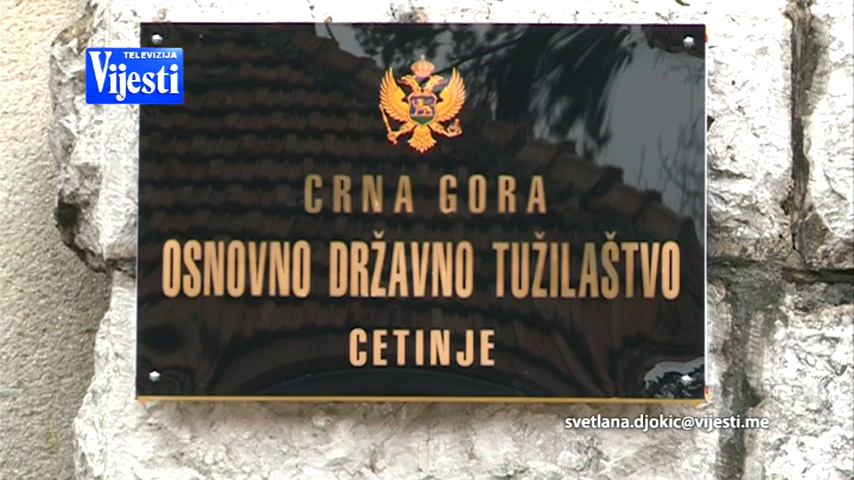 TELEVIZIJA
Vijesti
CRNA GORA
OSNOVNO DRŽAVNO TUŽILAŠTVO
CETINJE
svetlana.djokic@vijesti.me